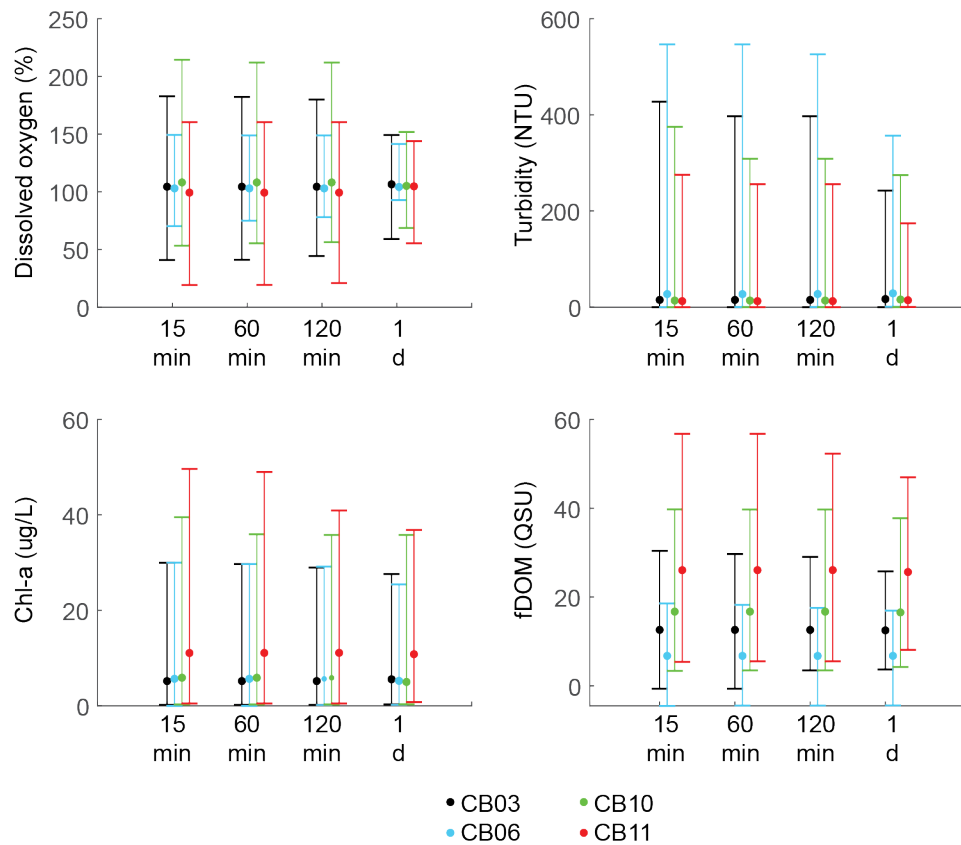 Dissolved oxygen (%)
250
200
150
100
50
0
15 60 120 1
min min min d
Turbidity (NTU)
600
400
200
0
15 60 120 1
min min min d
Chl-a (ug/L)
60
40
20
0
15 60 120 1
min min min d
fDOM (QSU)
60
40
20
0
15 60 120 1
min min min d
CB03 CB10
CB06 CB11